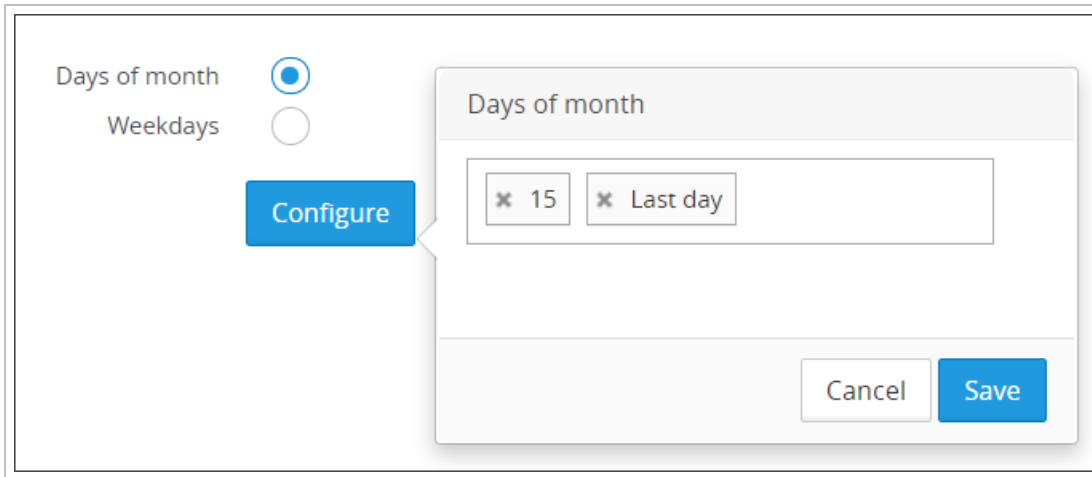 Days of month
Weekdays
Configure
Days of month
15 Last day
Cancel Save